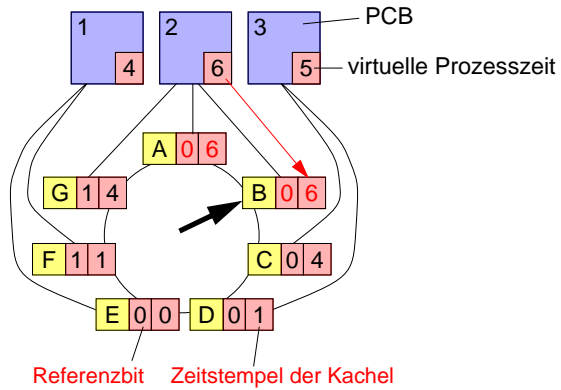 1 2 3 PCB
4 6 5 virtuelle Prozesszeit
A 0 6
G 1 4 B 0 6
F 1 1 C 0 4
E 0 0 D 0 1
Referenzbit Zeitstempel der Kachel